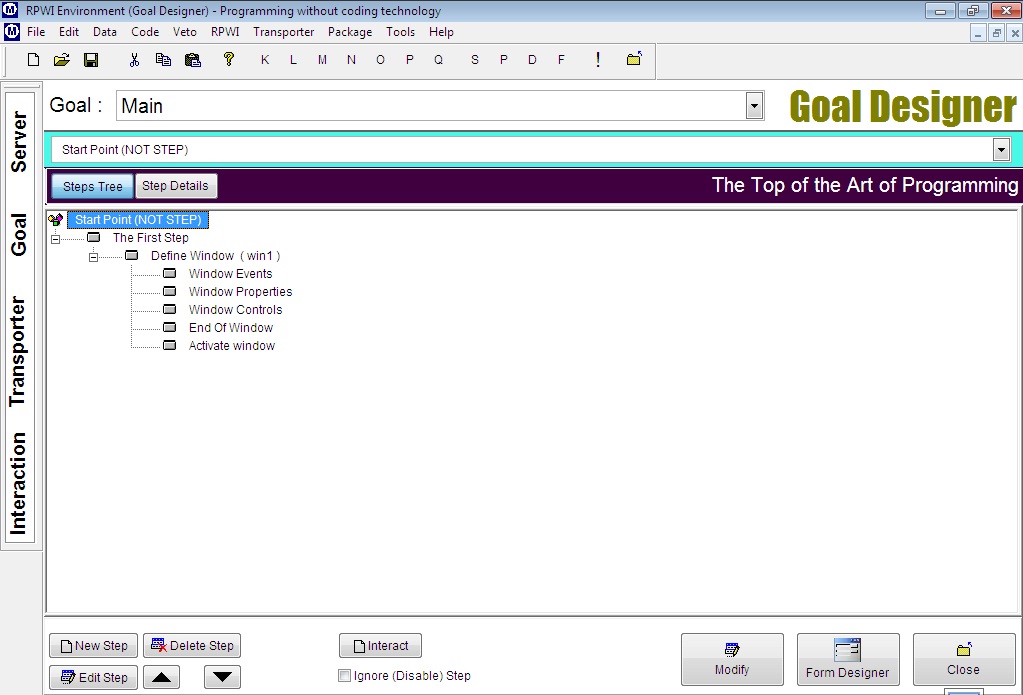 RPWI Environment (Goal Designer) - Programming without coding technology
File Edit Data Code Veto RPWI Transporter Package Tools Help
K L M N O P Q S P D F !
Goal : Main
Goal Designer
Start Point (NOT STEP)
Steps Tree Step Details
The Top of the Art of Programming
Server
Goal
Transporter
Interaction
Start Point (NOT STEP)
The First Step
Define Window ( win1 )
Window Events
Window Properties
Window Controls
End Of Window
Activate window
New Step Delete Step Interact
Edit Step Ignore (Disable) Step
Modify Form Designer Close